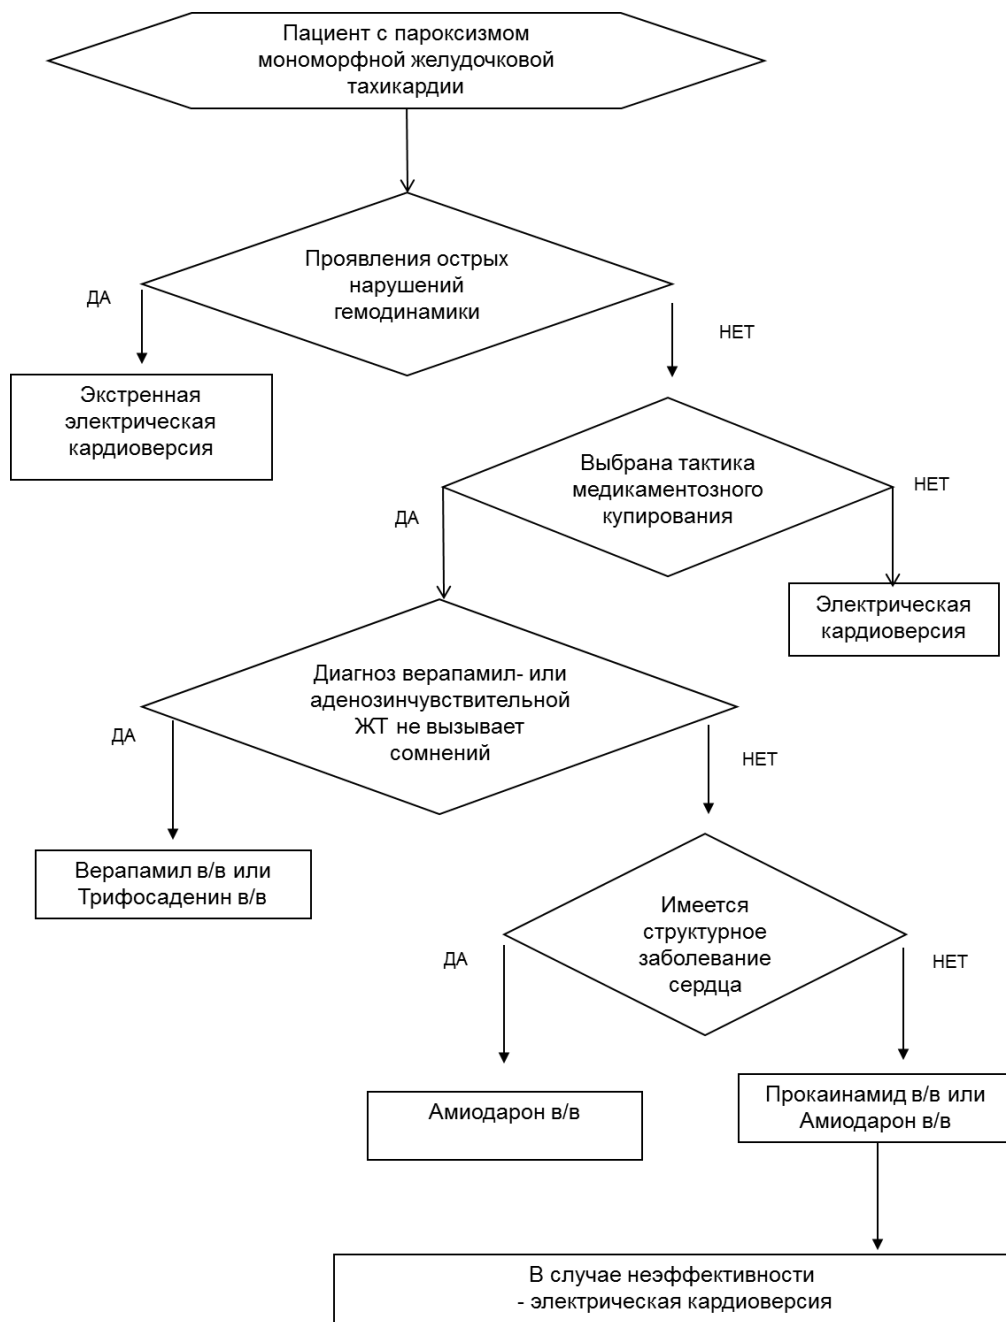 Пациент с пароксизмом
мономорфной желудочковой
тахикардии
Проявления острых
нарушений
гемодинамики
ДА
НЕТ
Экстренная
электрическая
кардиоверсия
Выбрана тактика
медикаментозного
купирования
ДА
НЕТ
Электрическая
кардиоверсия
Диагноз верапамил- или
аденозинчувствительной
ЖТ не вызывает
сомнений
ДА
НЕТ
Верапамил в/в или
Трифосаденин в/в
Имеется
структурное
заболевание
сердца
ДА
НЕТ
Амиодарон в/в
Прокаинамид в/в или
Амиодарон в/в
В случае неэффективности
- электрическая кардиоверсия